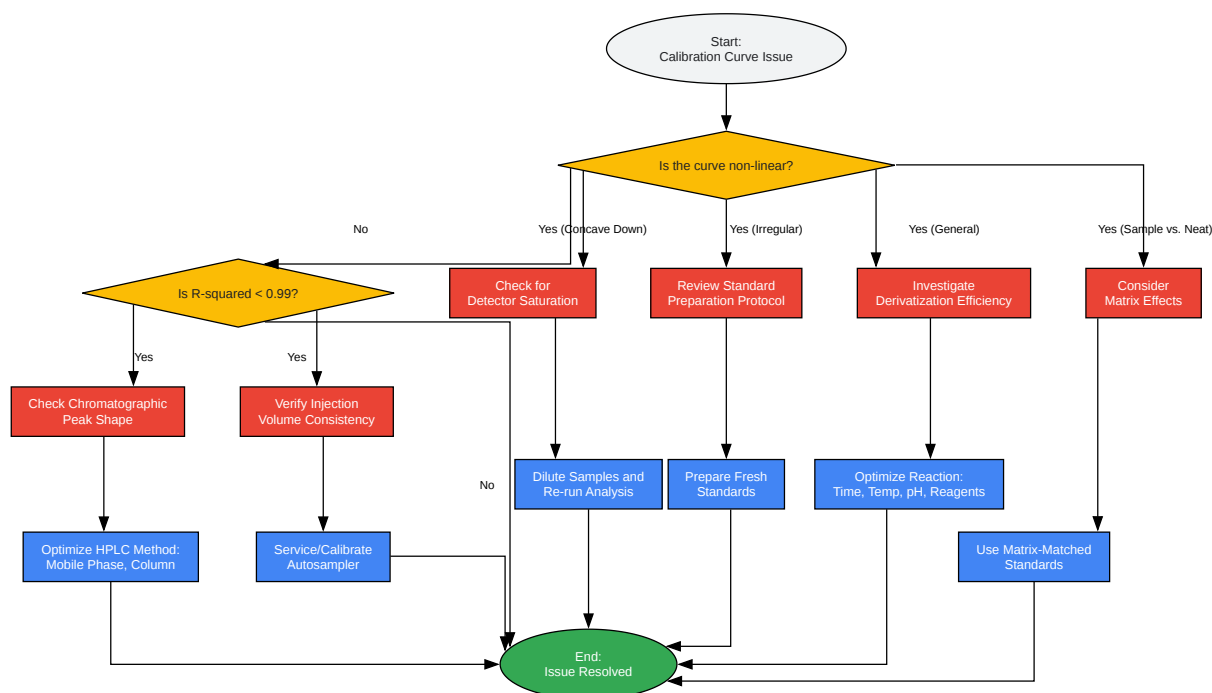 Start:
Calibration Curve Issue
Is the curve non-linear?
No
Yes (Concave Down)
Yes (Irregular)
Yes (General)
Yes (Sample vs. Neat)
Is R-squared < 0.99?
Check for
Detector Saturation
Review Standard
Preparation Protocol
Investigate
Derivatization Efficiency
Consider
Matrix Effects
Yes
Yes
Check Chromatographic
Peak Shape
Verify Injection
Volume Consistency
No
Dilute Samples and
Re-run Analysis
Prepare Fresh
Standards
Optimize Reaction:
Time, Temp, pH, Reagents
Optimize HPLC Method:
Mobile Phase, Column
Service/Calibrate
Autosampler
Use Matrix-Matched
Standards
End:
Issue Resolved